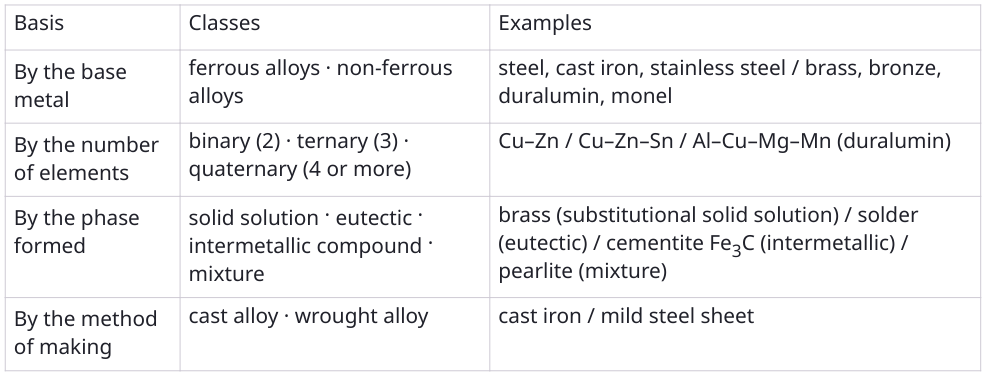 Basis Classes Examples
By the base metal
ferrous alloys · non-ferrous alloys
steel, cast iron, stainless steel / brass, bronze,
duralumin, monel
By the number of elements
binary (2) · ternary (3) ·
quaternary (4 or more)
Cu–Zn / Cu–Zn–Sn / Al–Cu–Mg–Mn (duralumin)
By the phase formed
solid solution · eutectic ·
intermetallic compound ·
mixture
brass (substitutional solid solution) / solder
(eutectic) / cementite Fe₃C (intermetallic) /
pearlite (mixture)
By the method of making
cast alloy · wrought alloy
cast iron / mild steel sheet